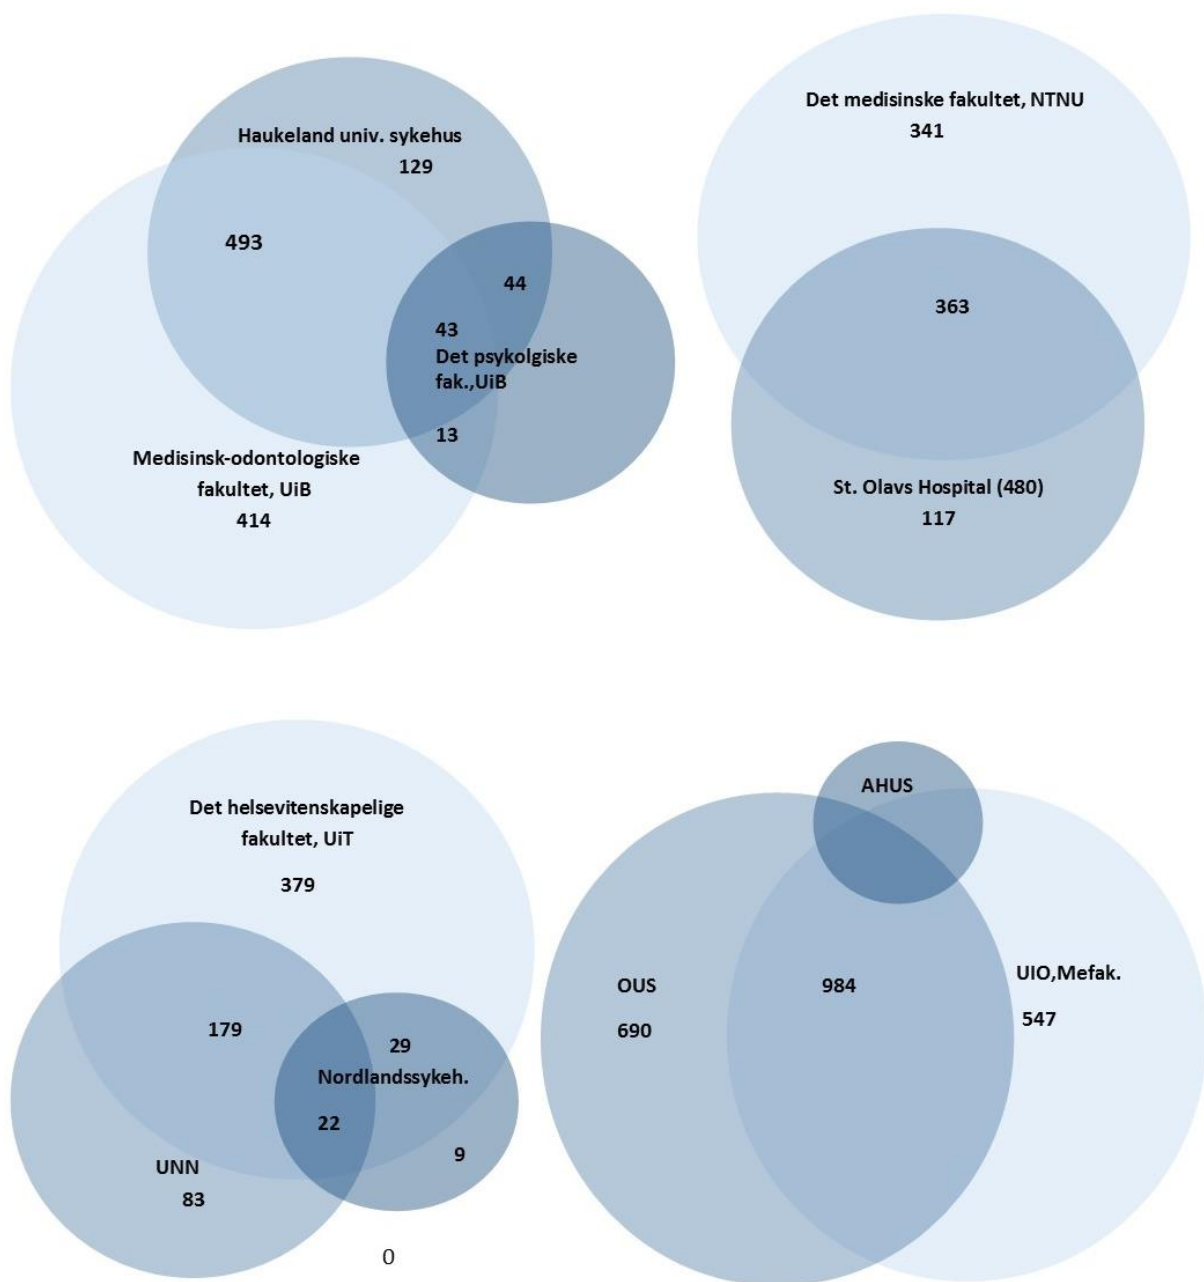 Haukeland univ. sykehus
129
493
44
43
Det psykolgiske
fak.,UiB
13
Medisinsk-odontologiske
fakultet, UiB
414
Det medisinske fakultet, NTNU
341
363
St. Olavs Hospital (480)
117
Det helsevitenskapelige
fakultet, UiT
379
179
29
Nordlandssykeh.
22
9
UNN
83
0
AHUS
OUS
690
984
UIO,Mefak.
547